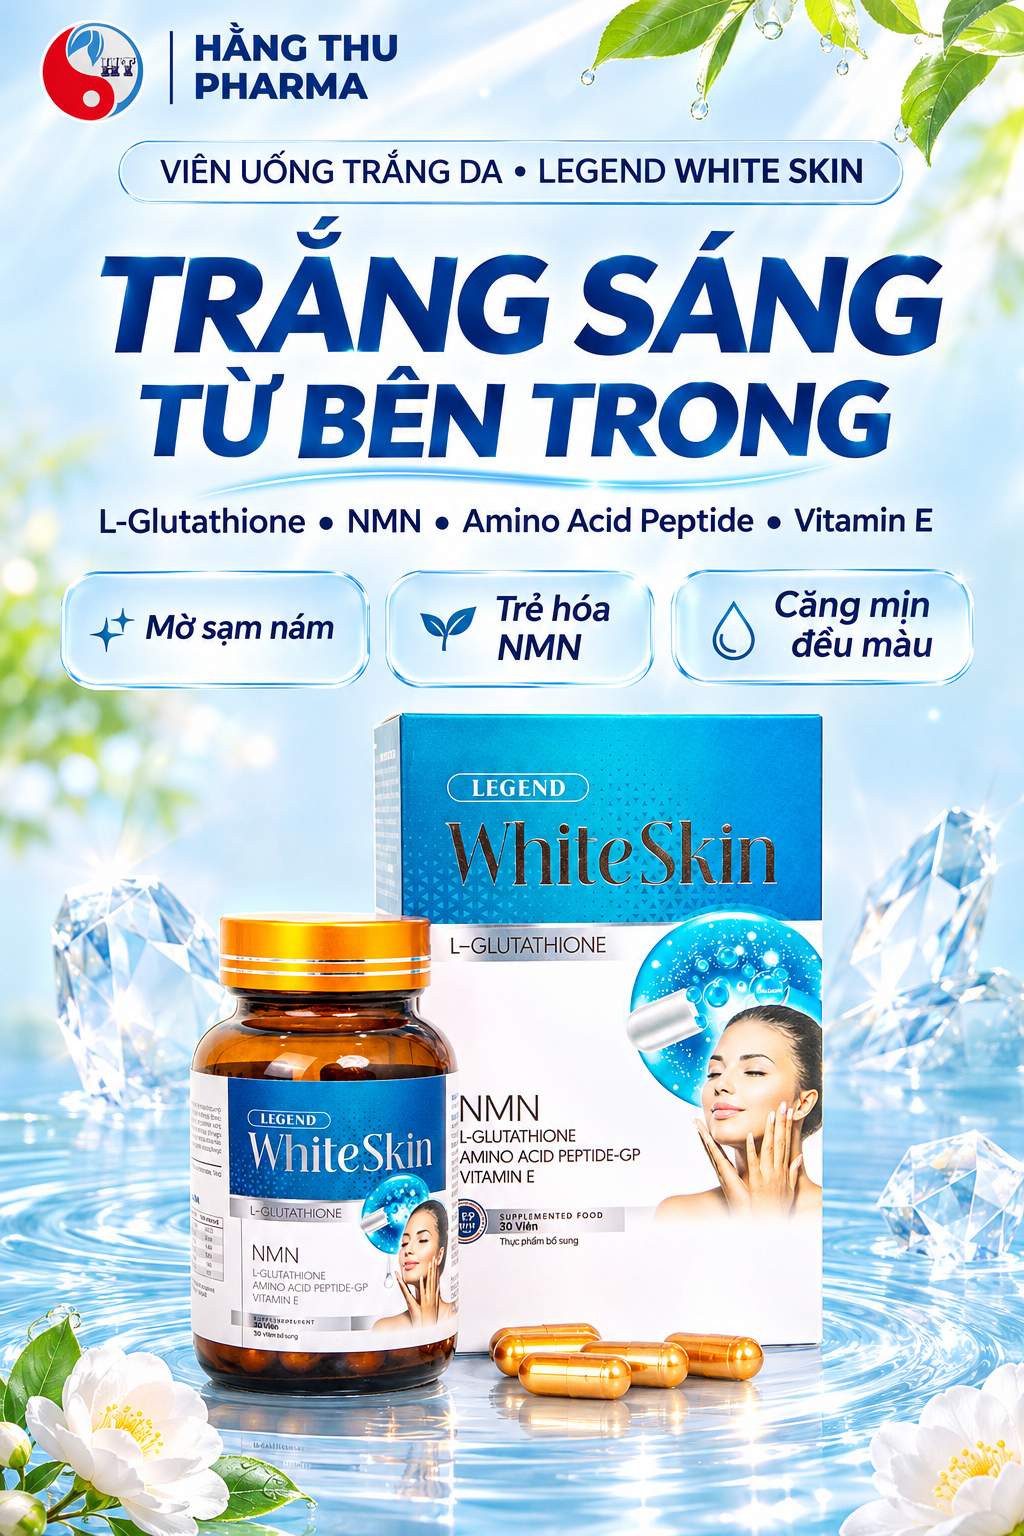 HT
HẰNG THU
PHARMA
VIÊN UỐNG TRẮNG DA • LEGEND WHITE SKIN
TRẮNG SÁNG
TỪ BÊN TRONG
L-Glutathione • NMN • Amino Acid Peptide • Vitamin E
Mờ sạm nám
Trẻ hóa
NMN
Căng mịn
đều màu
LEGEND
WhiteSkin
L-GLUTATHIONE
NMN
L-GLUTATHIONE
AMINO ACID PEPTIDE-GP
VITAMIN E
SUPPLEMENTED FOOD
30 Viên
Thực phẩm bổ sung
LEGEND
WhiteSkin
L-GLUTATHIONE
NMN
L-GLUTATHIONE
AMINO ACID PEPTIDE-GP
VITAMIN E
30 Viên